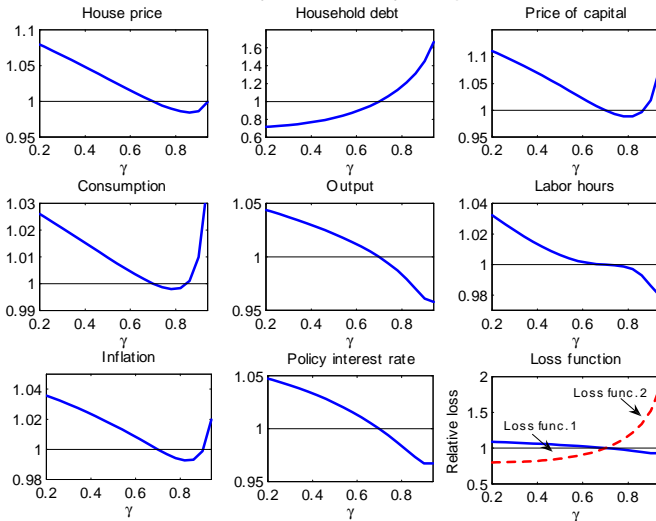 House price
Household debt
Price of capital
1.1
1.05
1
0.95
0.2 0.4 0.6 0.8
γ
1.6
1.4
1.2
1
0.8
0.6
0.2 0.4 0.6 0.8
γ
1.1
1.05
1
0.95
0.2 0.4 0.6 0.8
γ
Consumption
Output
Labor hours
1.03
1.02
1.01
1
0.99
0.2 0.4 0.6 0.8
γ
1.05
1
0.95
0.2 0.4 0.6 0.8
γ
1.04
1.02
1
0.98
0.2 0.4 0.6 0.8
γ
Inflation
Policy interest rate
Loss function
1.04
1.02
1
0.98
0.2 0.4 0.6 0.8
γ
1.05
1
0.95
0.2 0.4 0.6 0.8
γ
Relative loss
2
1.5
1
0.5
Loss func. 2
Loss func. 1
0.2 0.4 0.6 0.8
γ